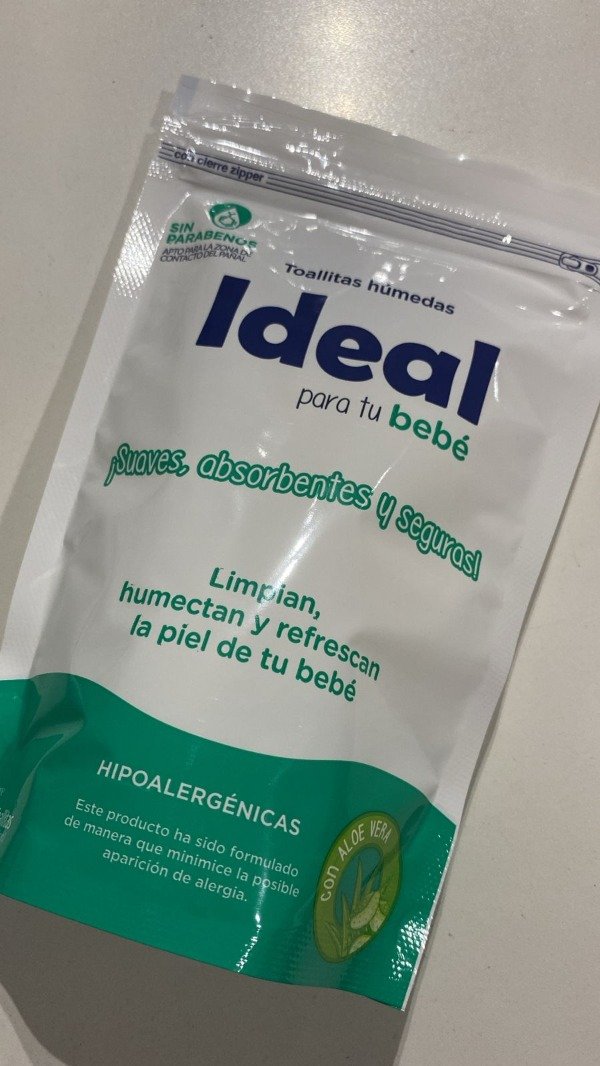 con cierre zipper
SIN
PARABENOS
APTO PARA LA ZONA DE
CONTACTO DEL PAÑAL
Toallitas húmedas
Ideal
para tu bebé
¡Suaves, absorbentes y seguras!
Limpian,
humectan y refrescan
la piel de tu bebé
HIPOALERGÉNICAS
Este producto ha sido formulado
de manera que minimice la posible
aparición de alergia.
con ALOE VERA